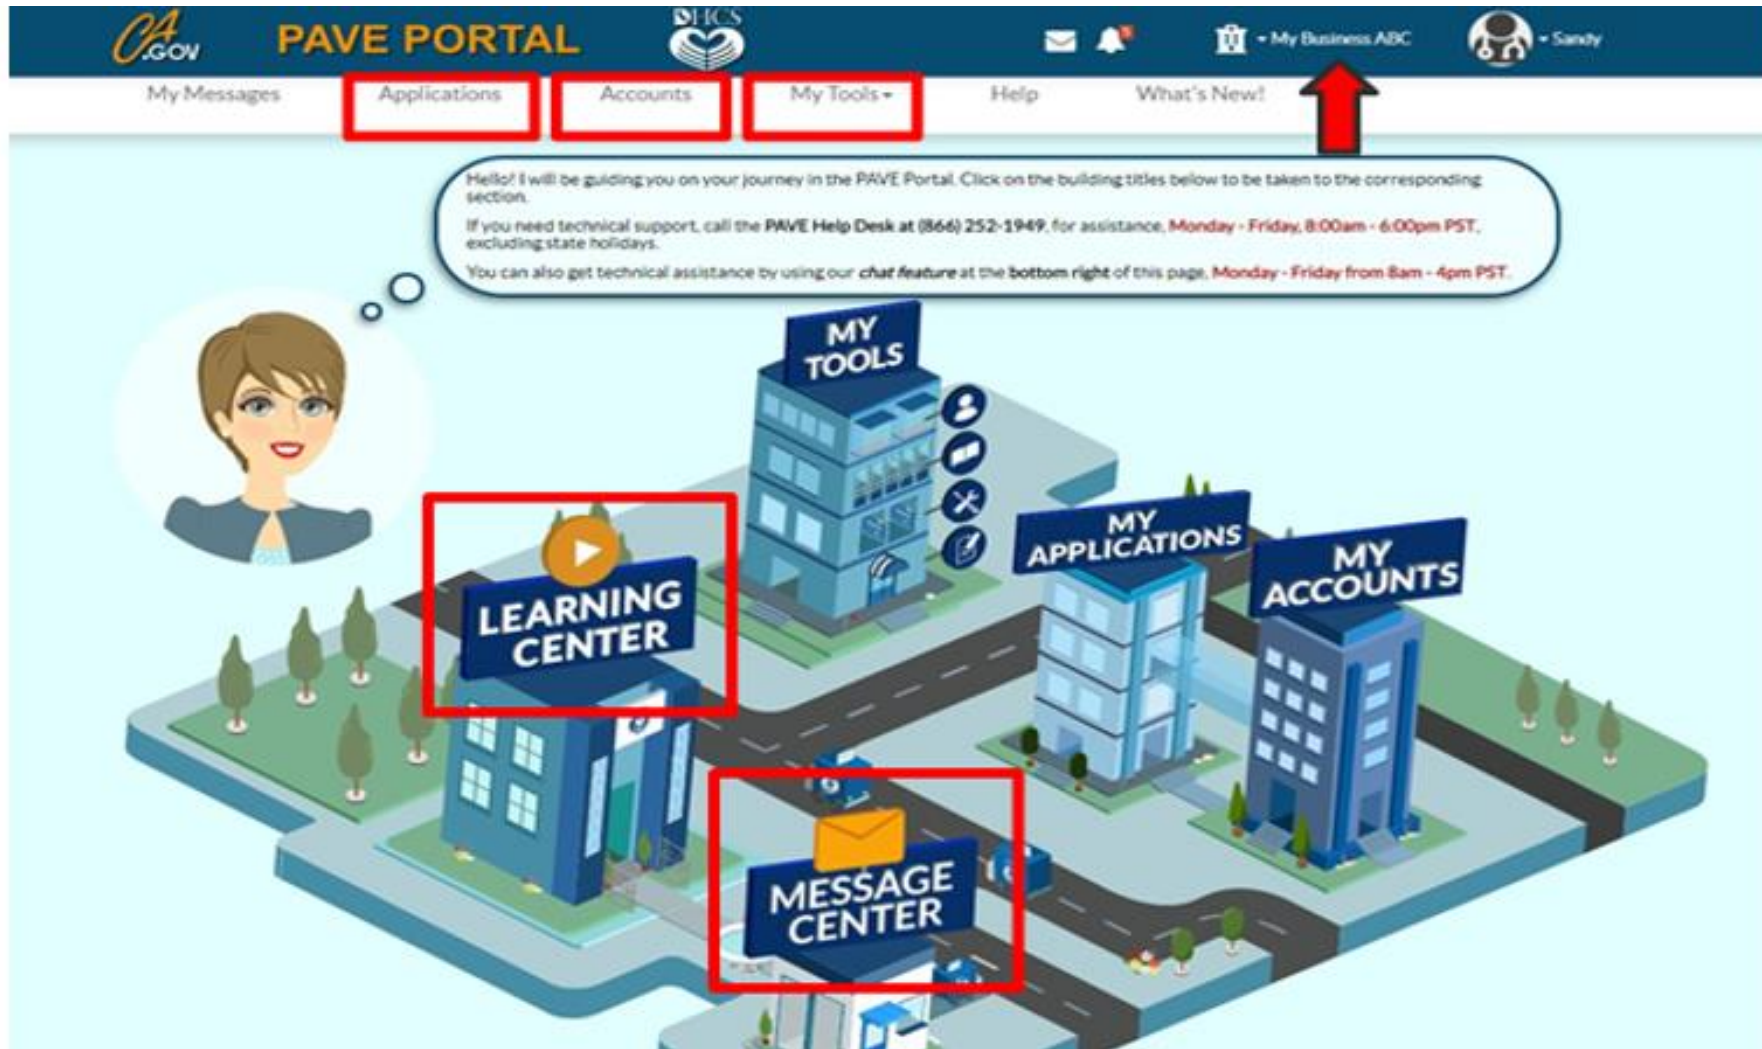 CA.GOV PAVE PORTAL DHCS My Business ABC Sandy
My Messages Applications Accounts My Tools Help What's New!
Hello! I will be guiding you on your journey in the PAVE Portal. Click on the building titles below to be taken to the corresponding
section.
If you need technical support, call the PAVE Help Desk at (866) 252-1949, for assistance, Monday - Friday, 8:00am - 6:00pm PST,
excluding state holidays.
You can also get technical assistance by using our chat feature at the bottom right of this page, Monday - Friday from 8am - 4pm PST.
MY
TOOLS
MY
APPLICATIONS
MY
ACCOUNTS
LEARNING
CENTER
MESSAGE
CENTER